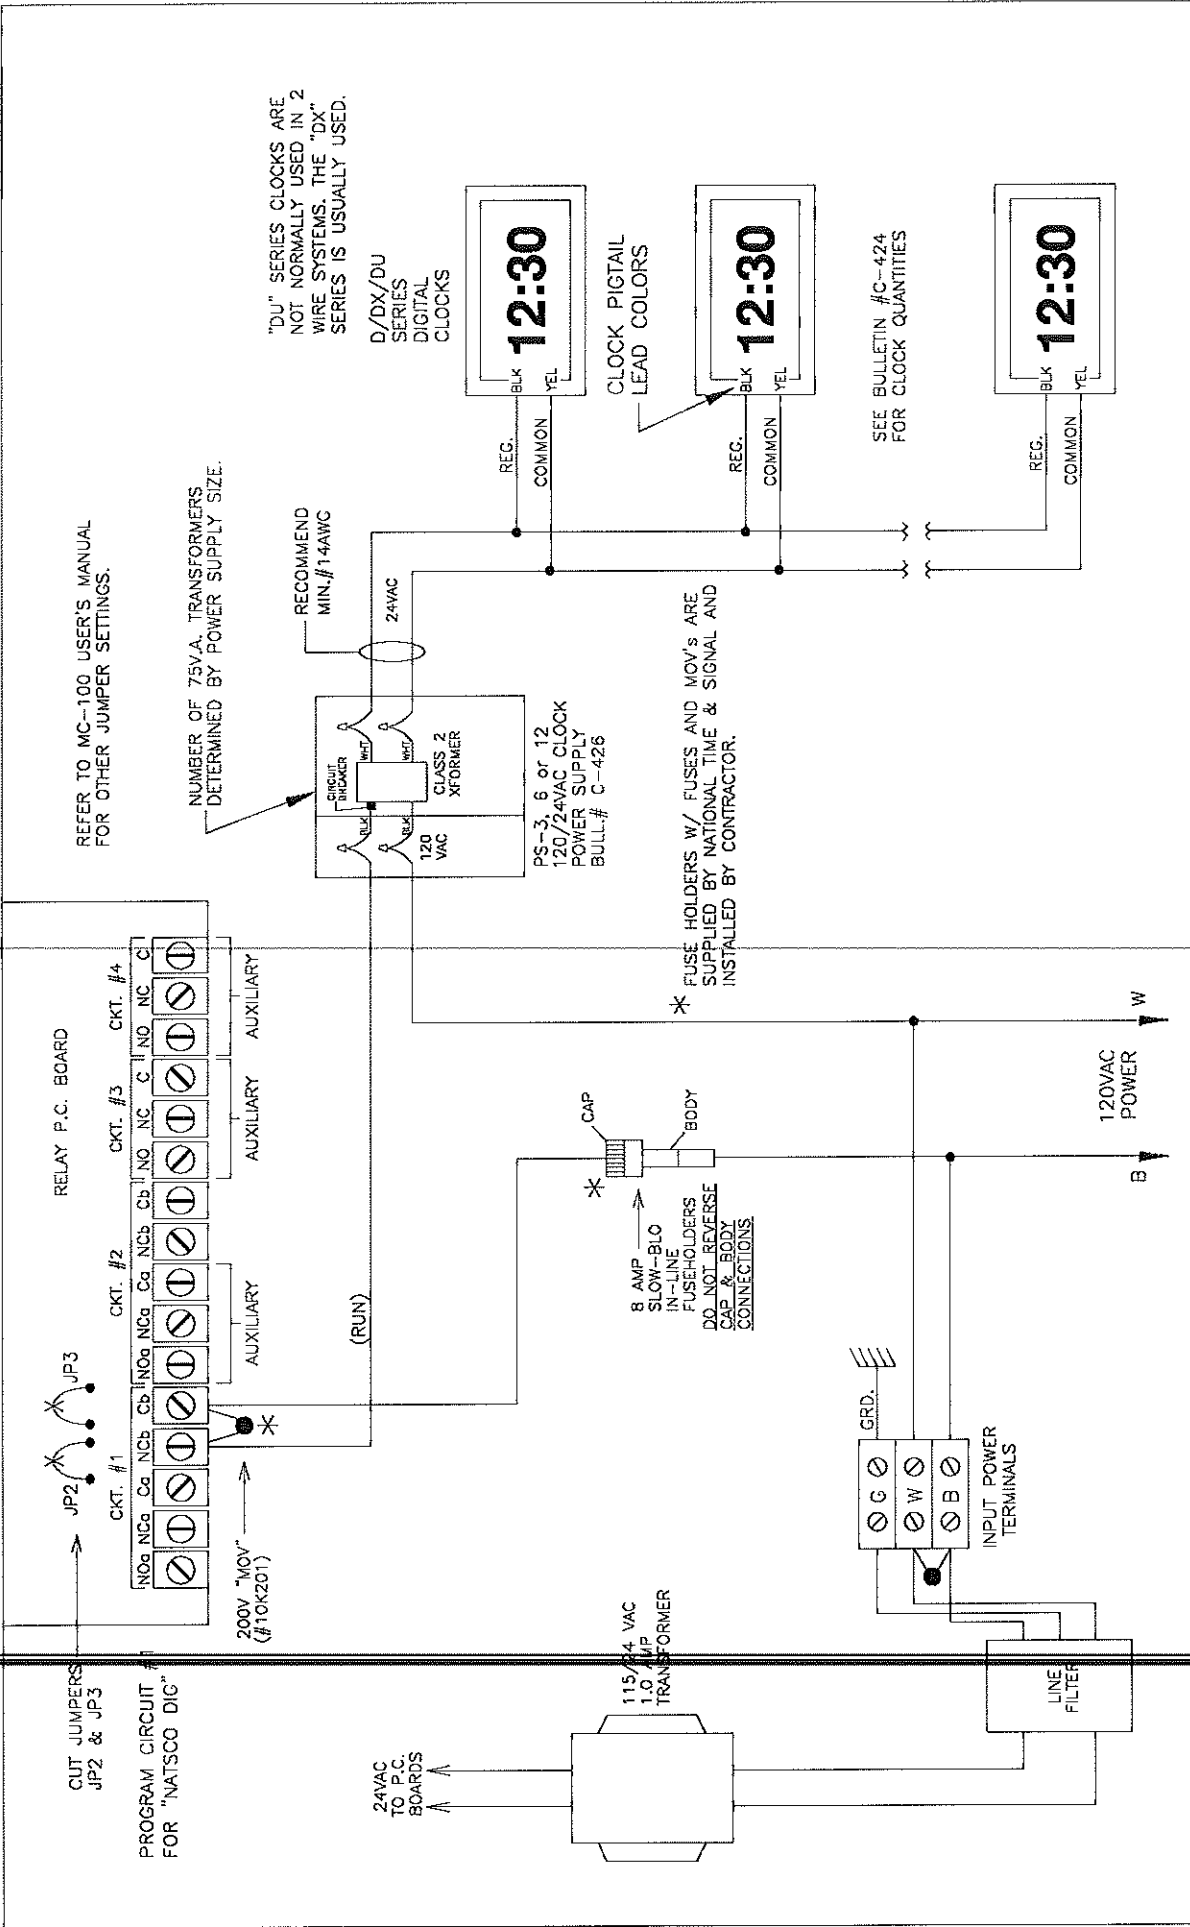 CUT JUMPERS
JP2 & JP3
PROGRAM CIRCUIT #1
FOR "NATSCO DIG"
JP2
JP3
RELAY P.C. BOARD
REFER TO MC-100 USER'S MANUAL
FOR OTHER JUMPER SETTINGS.
CKT. #1
CKT. #2
CKT. #3
CKT. #4
NOa
NCa
Ca
NCb
Cb
NOa
NCa
Ca
NCb
Cb
NO
NC
C
NO
NC
C
AUXILIARY
AUXILIARY
AUXILIARY
200V "MOV"
(#10K201)
*
(RUN)
NUMBER OF 75V.A. TRANSFORMERS
DETERMINED BY POWER SUPPLY SIZE.
CIRCUIT
BREAKER
BLK
WHT
BLK
WHT
120
VAC
CLASS 2
XFORMER
PS-3, 6 or 12
120/24VAC CLOCK
POWER SUPPLY
BULL.# C-426
RECOMMEND
MIN.#14AWG
24VAC
"DU" SERIES CLOCKS ARE
NOT NORMALLY USED IN 2
WIRE SYSTEMS. THE "DX"
SERIES IS USUALLY USED.
D/DX/DU
SERIES
DIGITAL
CLOCKS
REG.
COMMON
BLK
YEL
12:30
CLOCK PIGTAIL
LEAD COLORS
REG.
COMMON
BLK
YEL
12:30
SEE BULLETIN #C-424
FOR CLOCK QUANTITIES
REG.
COMMON
BLK
YEL
12:30
* FUSE HOLDERS W/ FUSES AND MOV's ARE
SUPPLIED BY NATIONAL TIME & SIGNAL AND
INSTALLED BY CONTRACTOR.
*
CAP
BODY
8 AMP
SLOW-BLO
IN-LINE
FUSEHOLDERS
DO NOT REVERSE
CAP & BODY
CONNECTIONS
24VAC
TO P.C.
BOARDS
115/24 VAC
1.0 AMP
TRANSFORMER
GRD.
G
W
B
INPUT POWER
TERMINALS
LINE
FILTER
B
120VAC
POWER
W